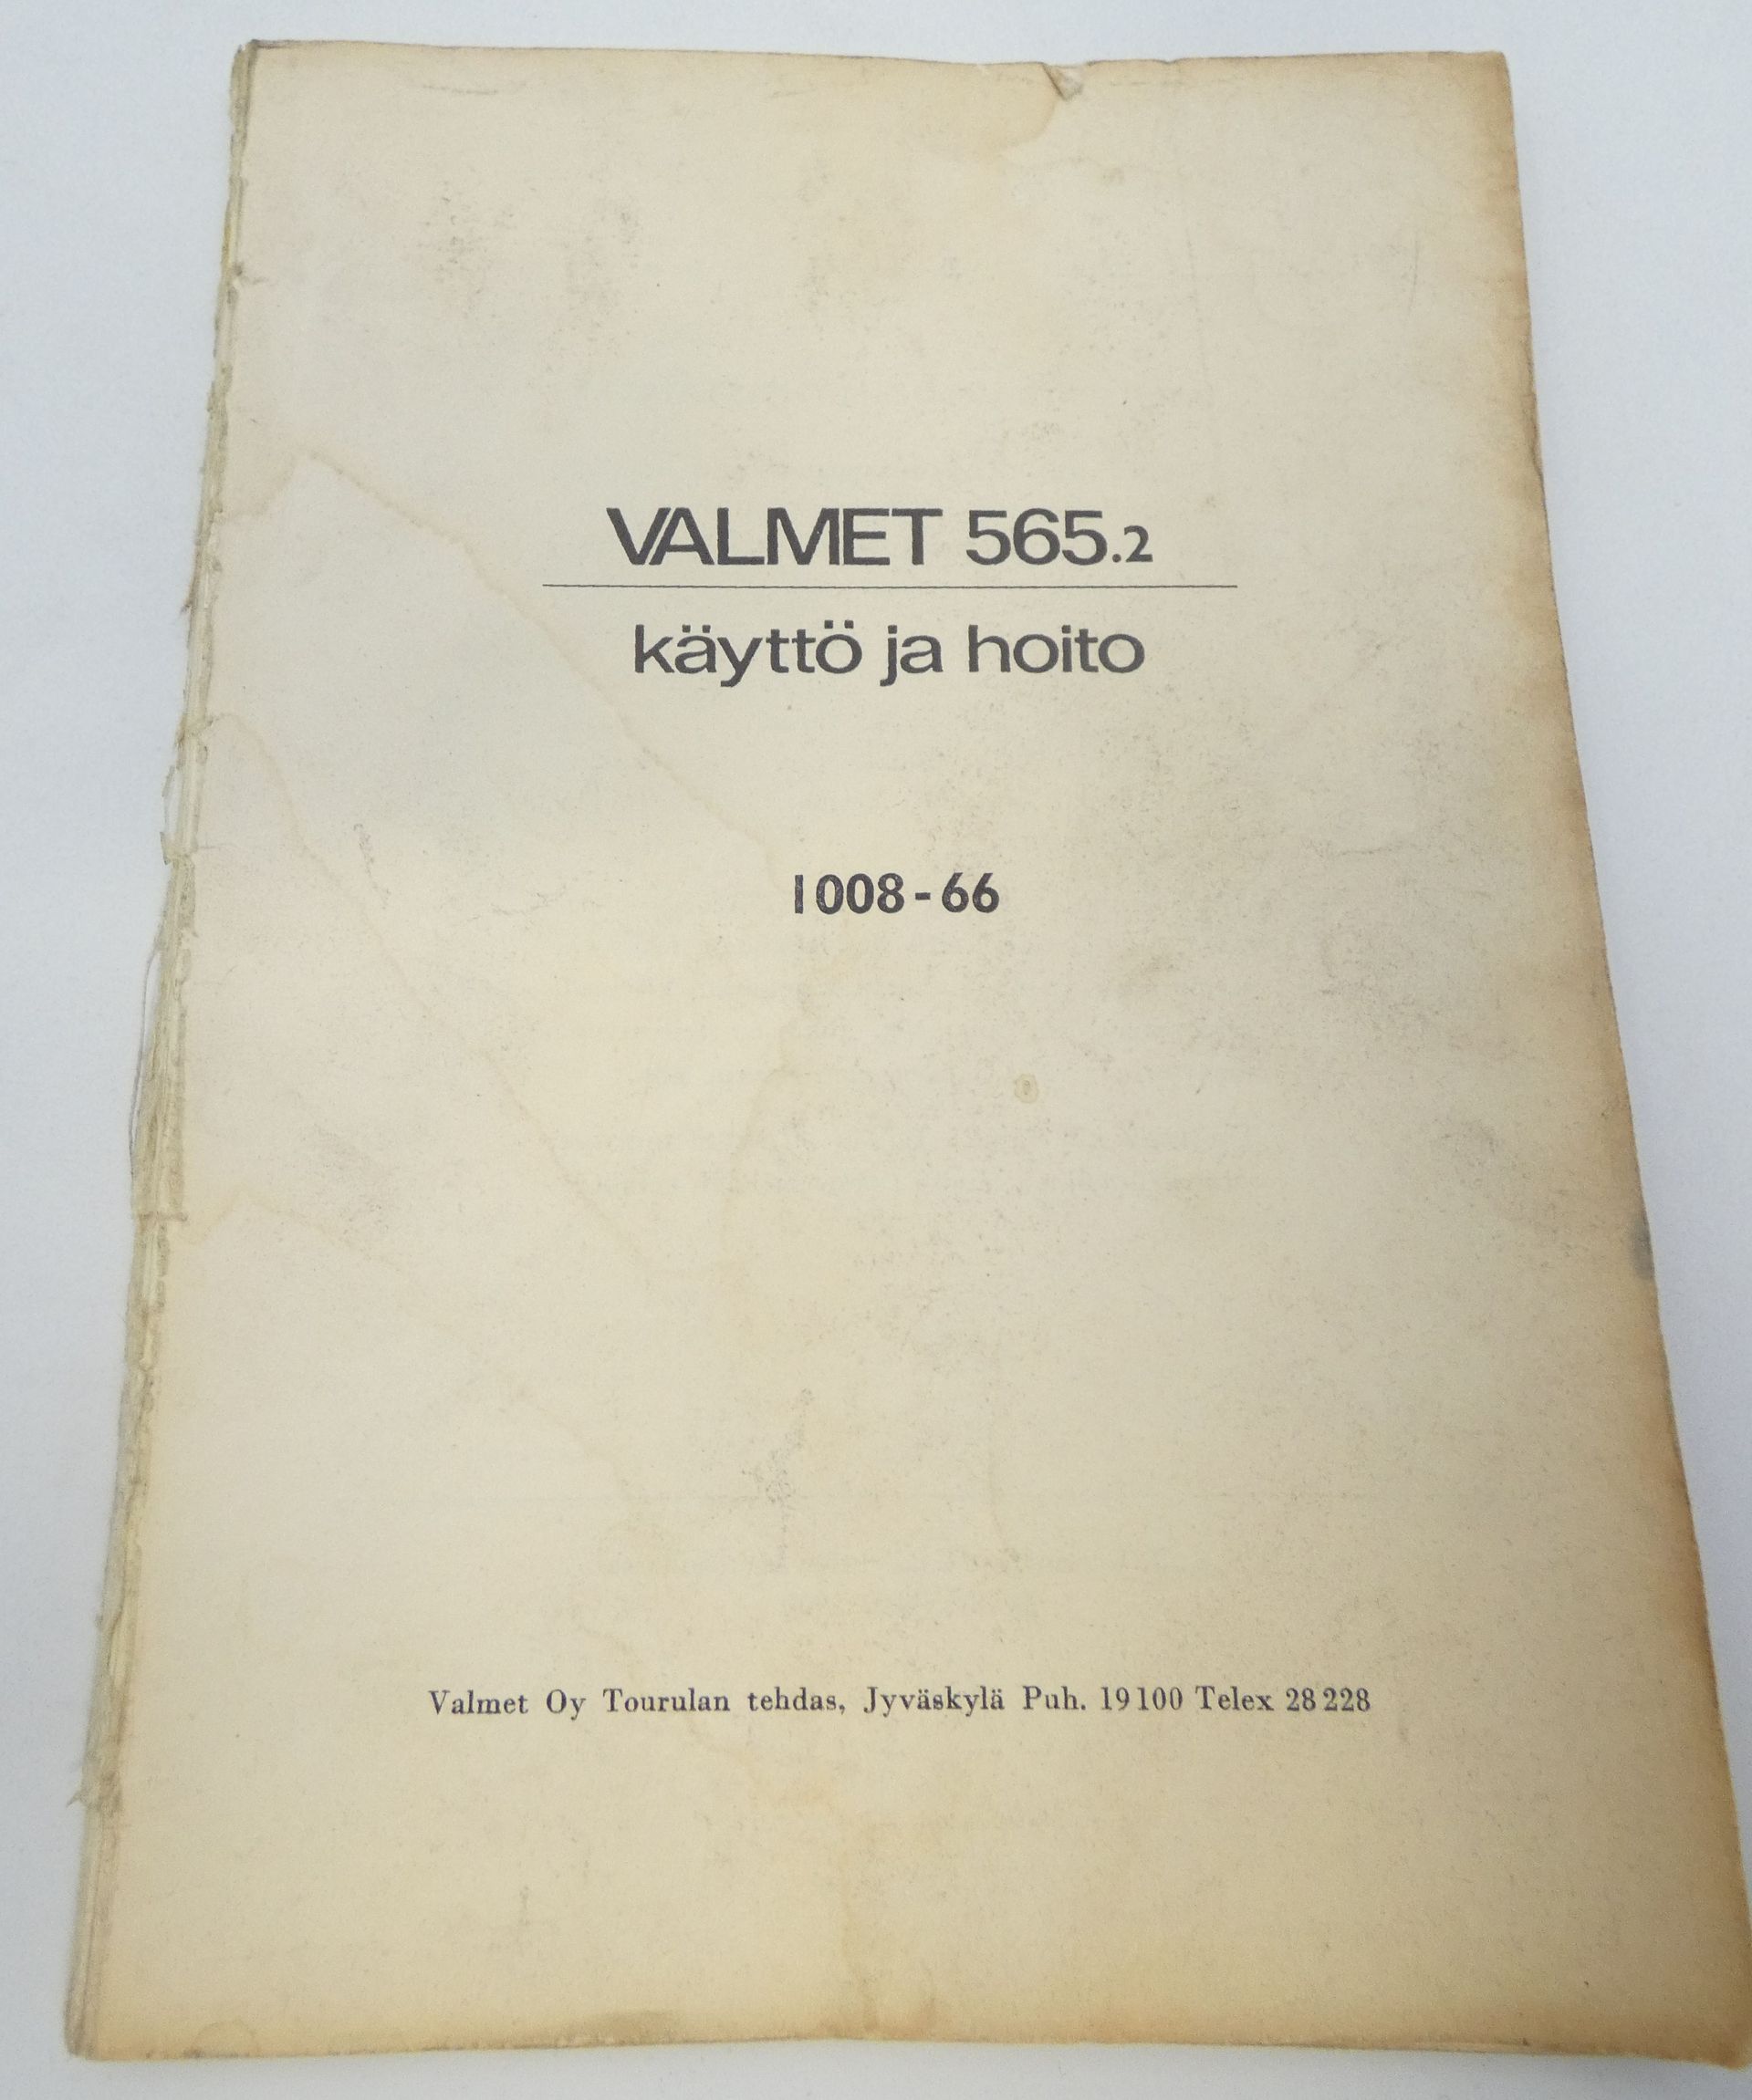 VALMET 565.2
käyttö ja hoito
1008-66
Valmet Oy Tourulan tehdas, Jyväskylä Puh. 19100 Telex 28228